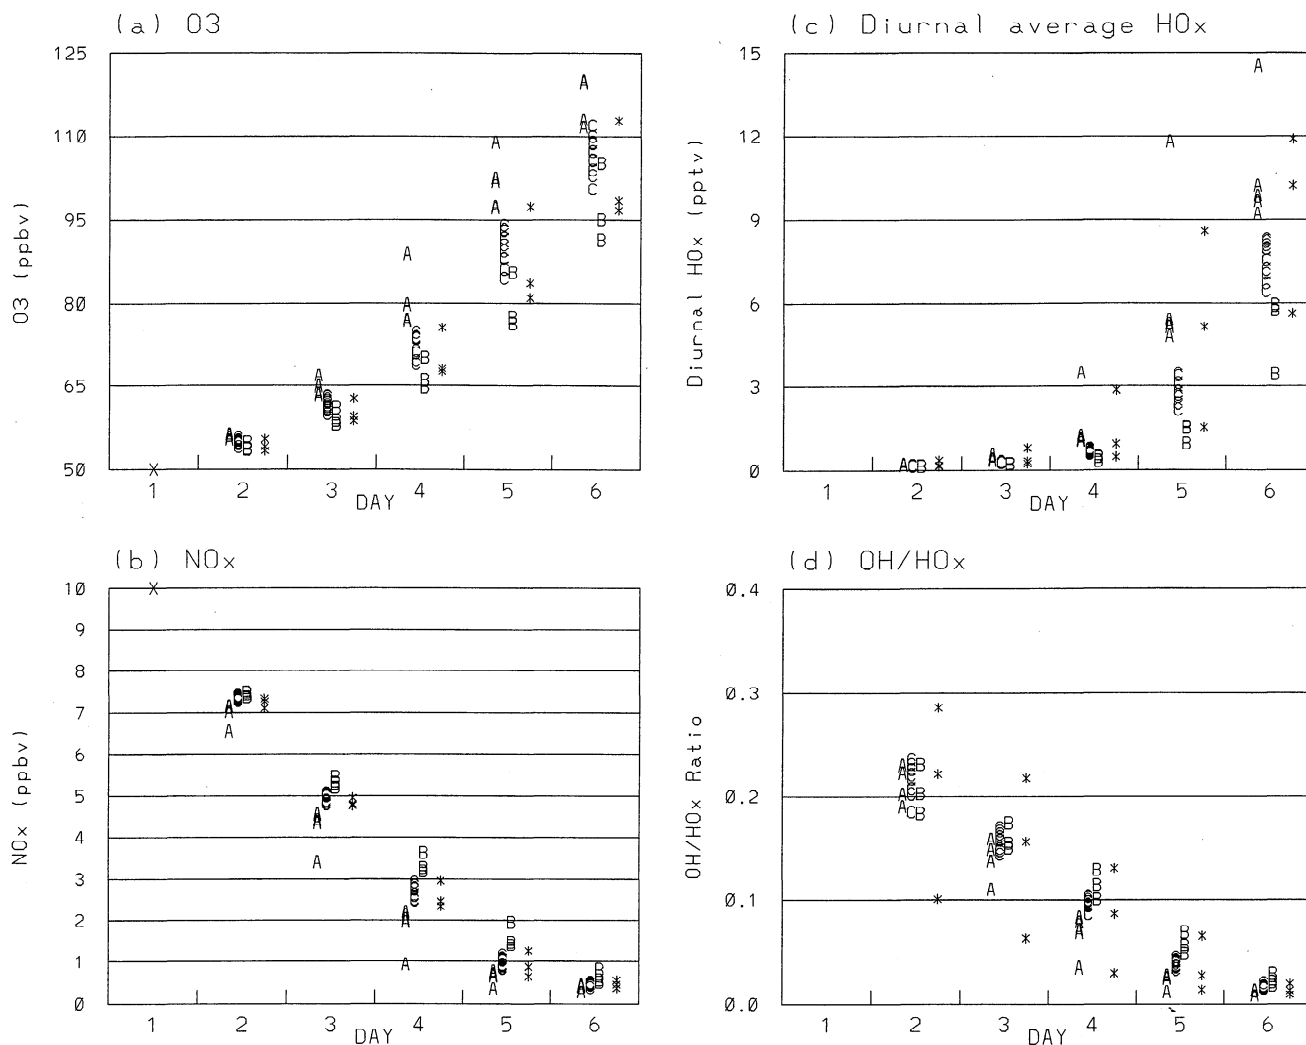 (a) O3
125
110
95
80
65
50
O3 (ppbv)
1 2 3 4 5 6
DAY
(c) Diurnal average HOx
15
12
9
6
3
0
Diurnal HOx (pptv)
1 2 3 4 5 6
DAY
(b) NOx
10
9
8
7
6
5
4
3
2
1
0
NOx (ppbv)
1 2 3 4 5 6
DAY
(d) OH/HOx
0.4
0.3
0.2
0.1
0.0
OH/HOx Ratio
1 2 3 4 5 6
DAY